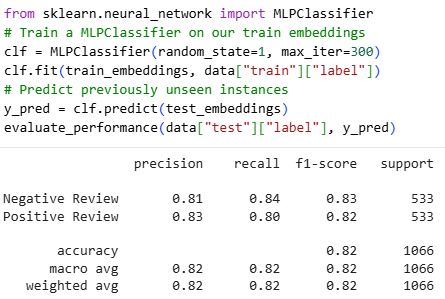 from sklearn.neural_network import MLPClassifier
# Train a MLPClassifier on our train embeddings
clf = MLPClassifier(random_state=1, max_iter=300)
clf.fit(train_embeddings, data["train"]["label"])
# Predict previously unseen instances
y_pred = clf.predict(test_embeddings)
evaluate_performance(data["test"]["label"], y_pred)
precision recall f1-score support
Negative Review 0.81 0.84 0.83 533
Positive Review 0.83 0.80 0.82 533
accuracy 0.82 1066
macro avg 0.82 0.82 0.82 1066
weighted avg 0.82 0.82 0.82 1066